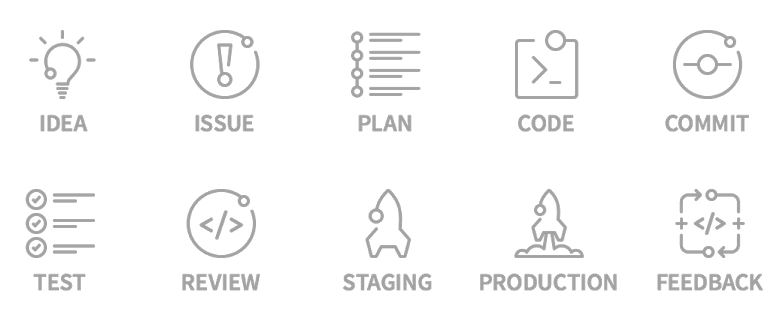 IDEA ISSUE PLAN CODE COMMIT
TEST REVIEW STAGING PRODUCTION FEEDBACK